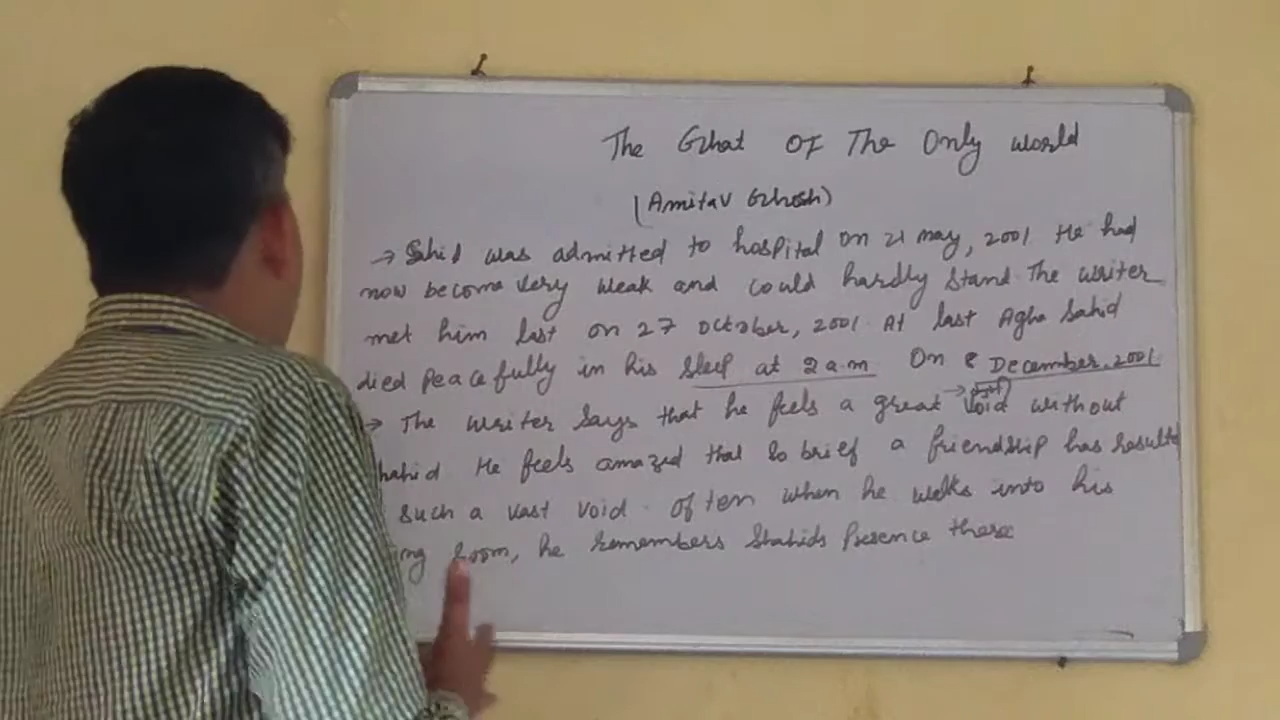 The Ghat Of The Only World
(Amitav Ghosh)
→ Sahid was admitted to hospital on 21 may, 2001 He had
now become very weak and could hardly stand The writer
met him last on 27 october, 2001. At last Agha Sahid
died peacefully in his sleep at 2 a.m On 8 December, 2001
→ The writer says that he feels a great → void without
hahid. He feels amazed that so brief a friendship has resulted
such a vast void. often when he walks into his
ing room, he remembers Shahids Presence there